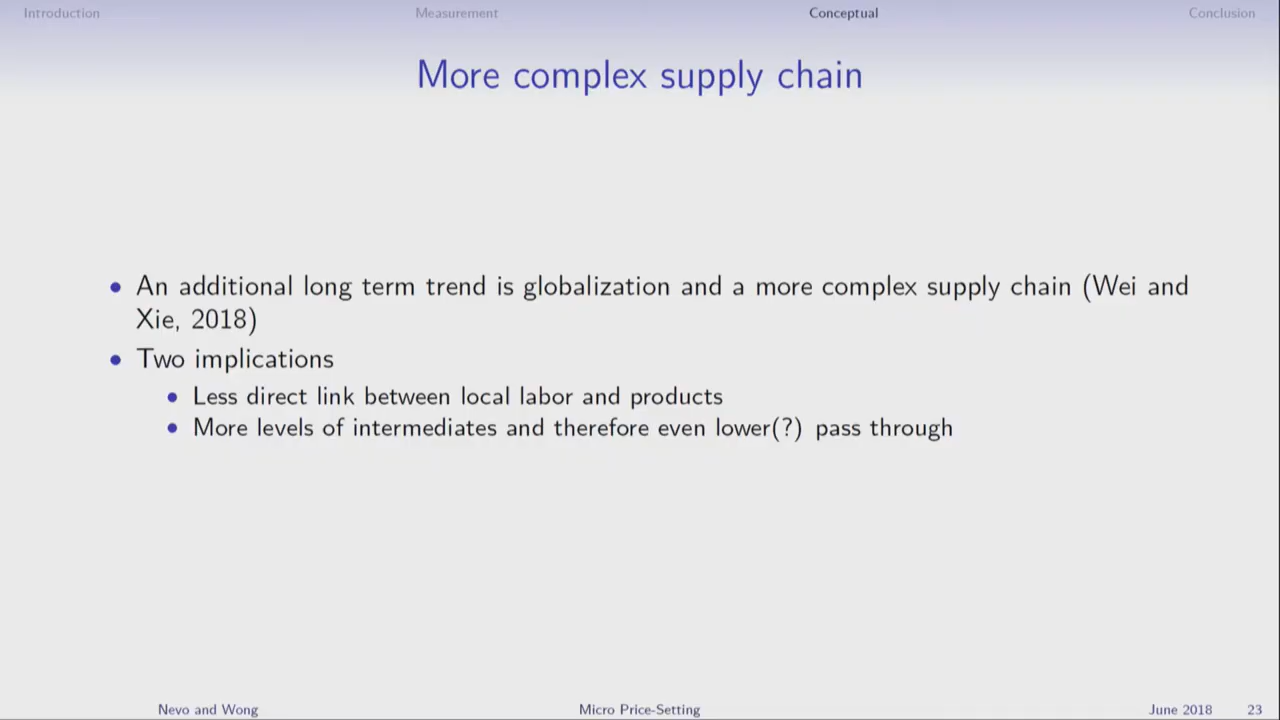 Introduction Measurement Conceptual Conclusion
More complex supply chain
• An additional long term trend is globalization and a more complex supply chain (Wei and
Xie, 2018)
• Two implications
• Less direct link between local labor and products
• More levels of intermediates and therefore even lower(?) pass through
Nevo and Wong Micro Price-Setting June 2018 23